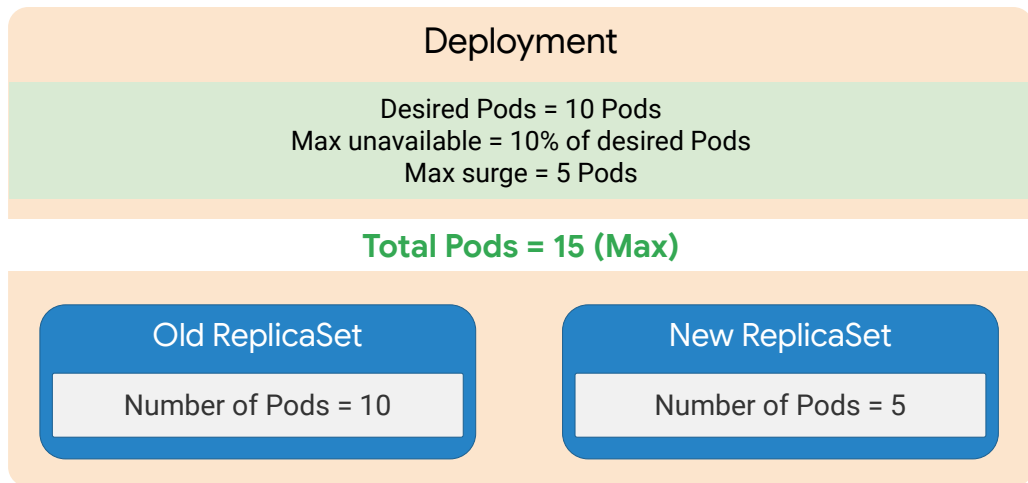 Deployment
Desired Pods = 10 Pods
Max unavailable = 10% of desired Pods
Max surge = 5 Pods
Total Pods = 15 (Max)
Old ReplicaSet
Number of Pods = 10
New ReplicaSet
Number of Pods = 5